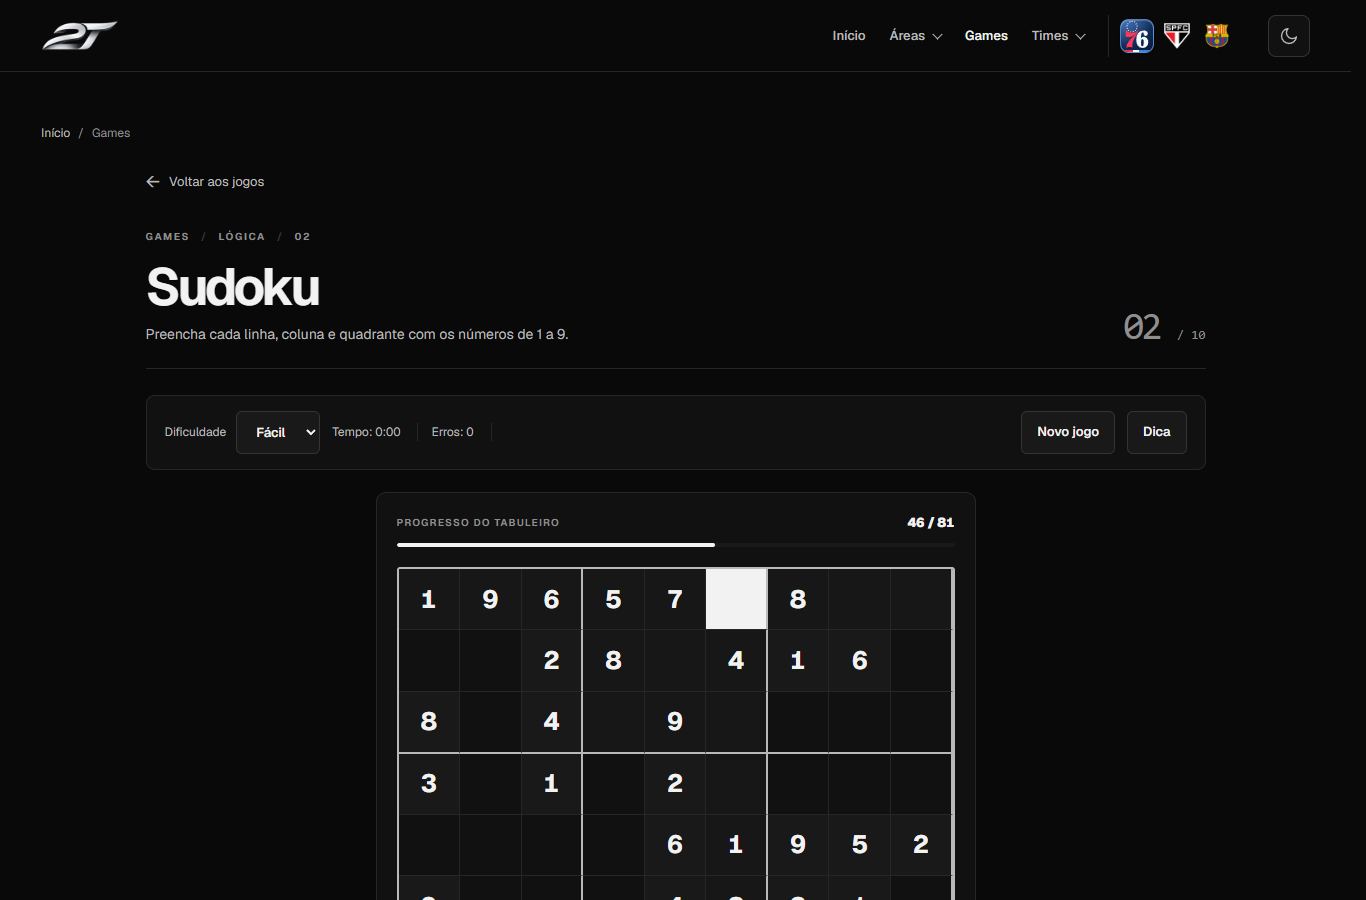 2T
Início Áreas Games Times 76 SPFC
Início / Games
← Voltar aos jogos
GAMES / LÓGICA / 02
Sudoku
Preencha cada linha, coluna e quadrante com os números de 1 a 9.
02 / 10
Dificuldade Fácil Tempo: 0:00 Erros: 0 Novo jogo Dica
PROGRESSO DO TABULEIRO 46 / 81
1 9 6 5 7 8
2 8 4 1 6
8 4 9
3 1 2
6 1 9 5 2